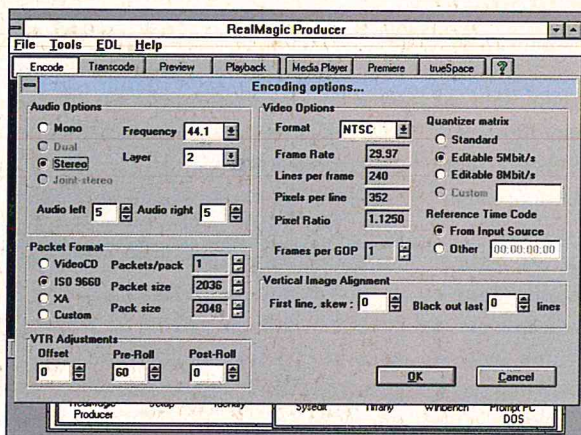 RealMagic Producer
File Tools EDL Help
Encode Transcode Preview Playback Media Player Premiere trueSpace ?
Encoding options...
Audio Options
Mono
Dual
Stereo
Joint-stereo
Frequency 44.1
Layer 2
Audio left 5 Audio right 5
Packet Format
VideoCD
ISO 9660
XA
Custom
Packets/pack 1
Packet size 2036
Pack size 2048
VTR Adjustments
Offset Pre-Roll Post-Roll
0 60 0
Video Options
Format NTSC
Frame Rate 29.97
Lines per frame 240
Pixels per line 352
Pixel Ratio 1.1250
Frames per GOP 1
Quantizer matrix
Standard
Editable 5Mbit/s
Editable 8Mbit/s
Custom
Reference Time Code
From Input Source
Other 00:00:00:00
Vertical Image Alignment
First line, skew : 0 Black out last 0 lines
OK Cancel
RealMagic Setup Sysedit Tiffany Winbench Prompt PC
Producer DOS